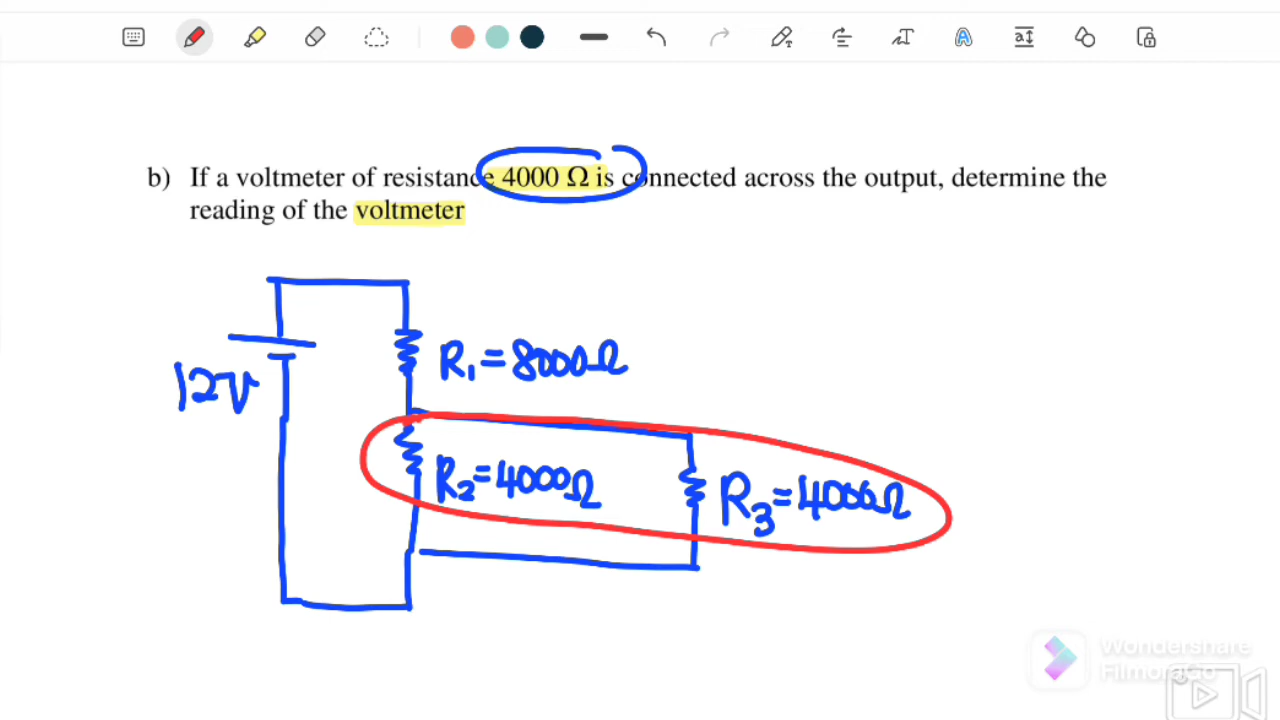 b) If a voltmeter of resistance 4000 Ω is connected across the output, determine the
reading of the voltmeter
12V
R₁=8000Ω
R₂=4000Ω
R₃=4000Ω
Wondershare
FilmoraGo